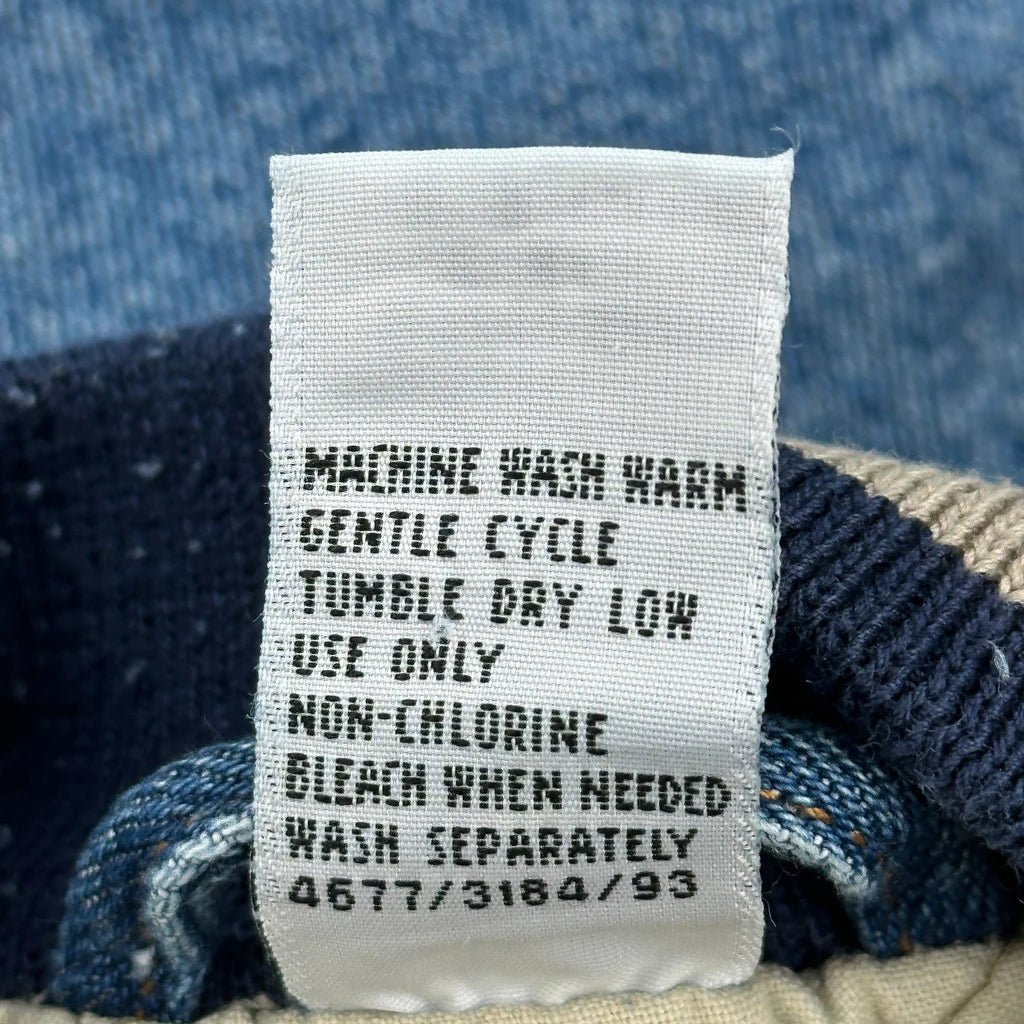 MACHINE WASH WARM
GENTLE CYCLE
TUMBLE DRY LOW
USE ONLY
NON-CHLORINE
BLEACH WHEN NEEDED
WASH SEPARATELY
4677/3184/93